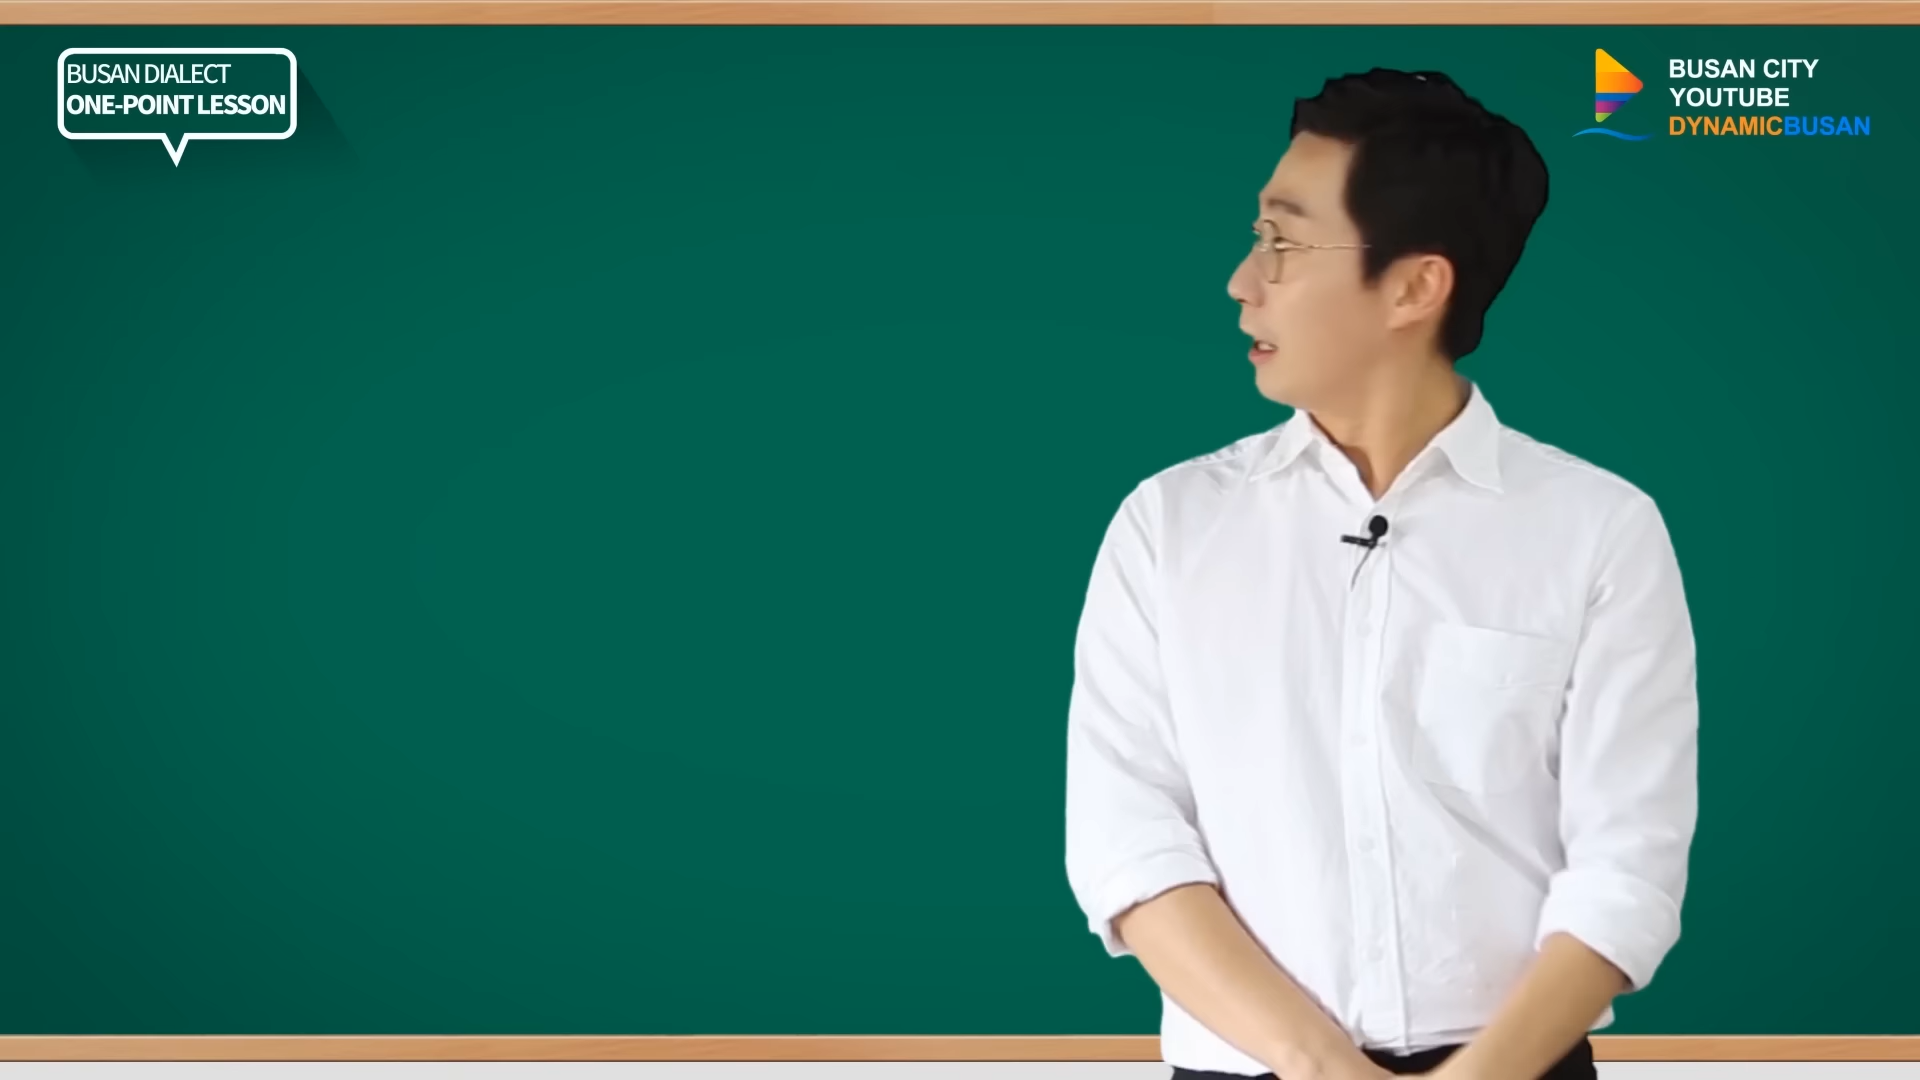 BUSAN DIALECT
ONE-POINT LESSON
BUSAN CITY
YOUTUBE
DYNAMICBUSAN